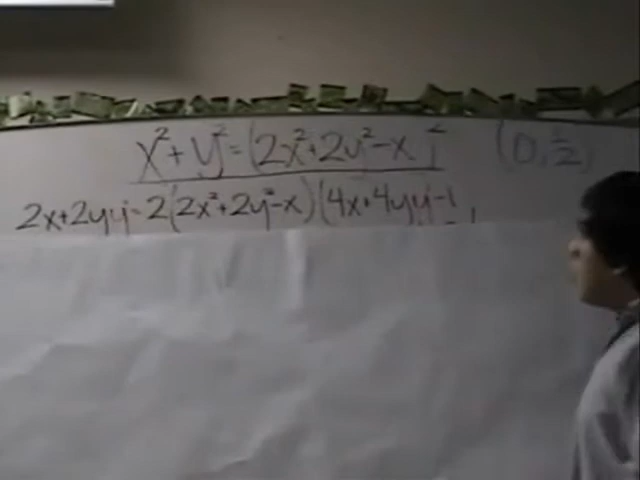 x² + y² = (2x² + 2y² - x)² (0, 1/2)
2x + 2yy' = 2(2x² + 2y² - x)(4x + 4yy' - 1